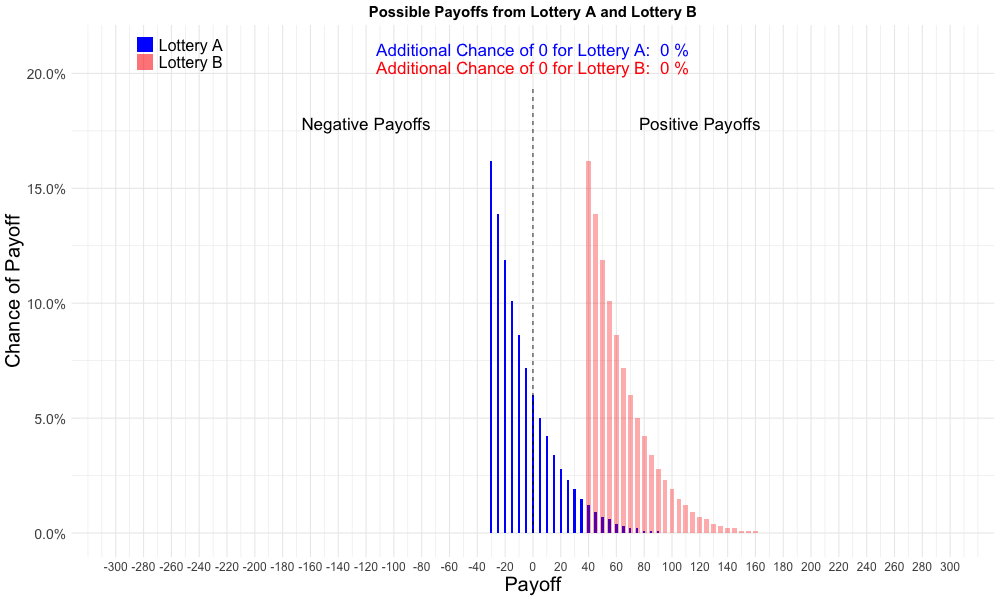 Possible Payoffs from Lottery A and Lottery B
Lottery A
Lottery B
Additional Chance of 0 for Lottery A: 0 %
Additional Chance of 0 for Lottery B: 0 %
Negative Payoffs
Positive Payoffs
Chance of Payoff
20.0%
15.0%
10.0%
5.0%
0.0%
-300 -280 -260 -240 -220 -200 -180 -160 -140 -120 -100 -80 -60 -40 -20 0 20 40 60 80 100 120 140 160 180 200 220 240 260 280 300
Payoff